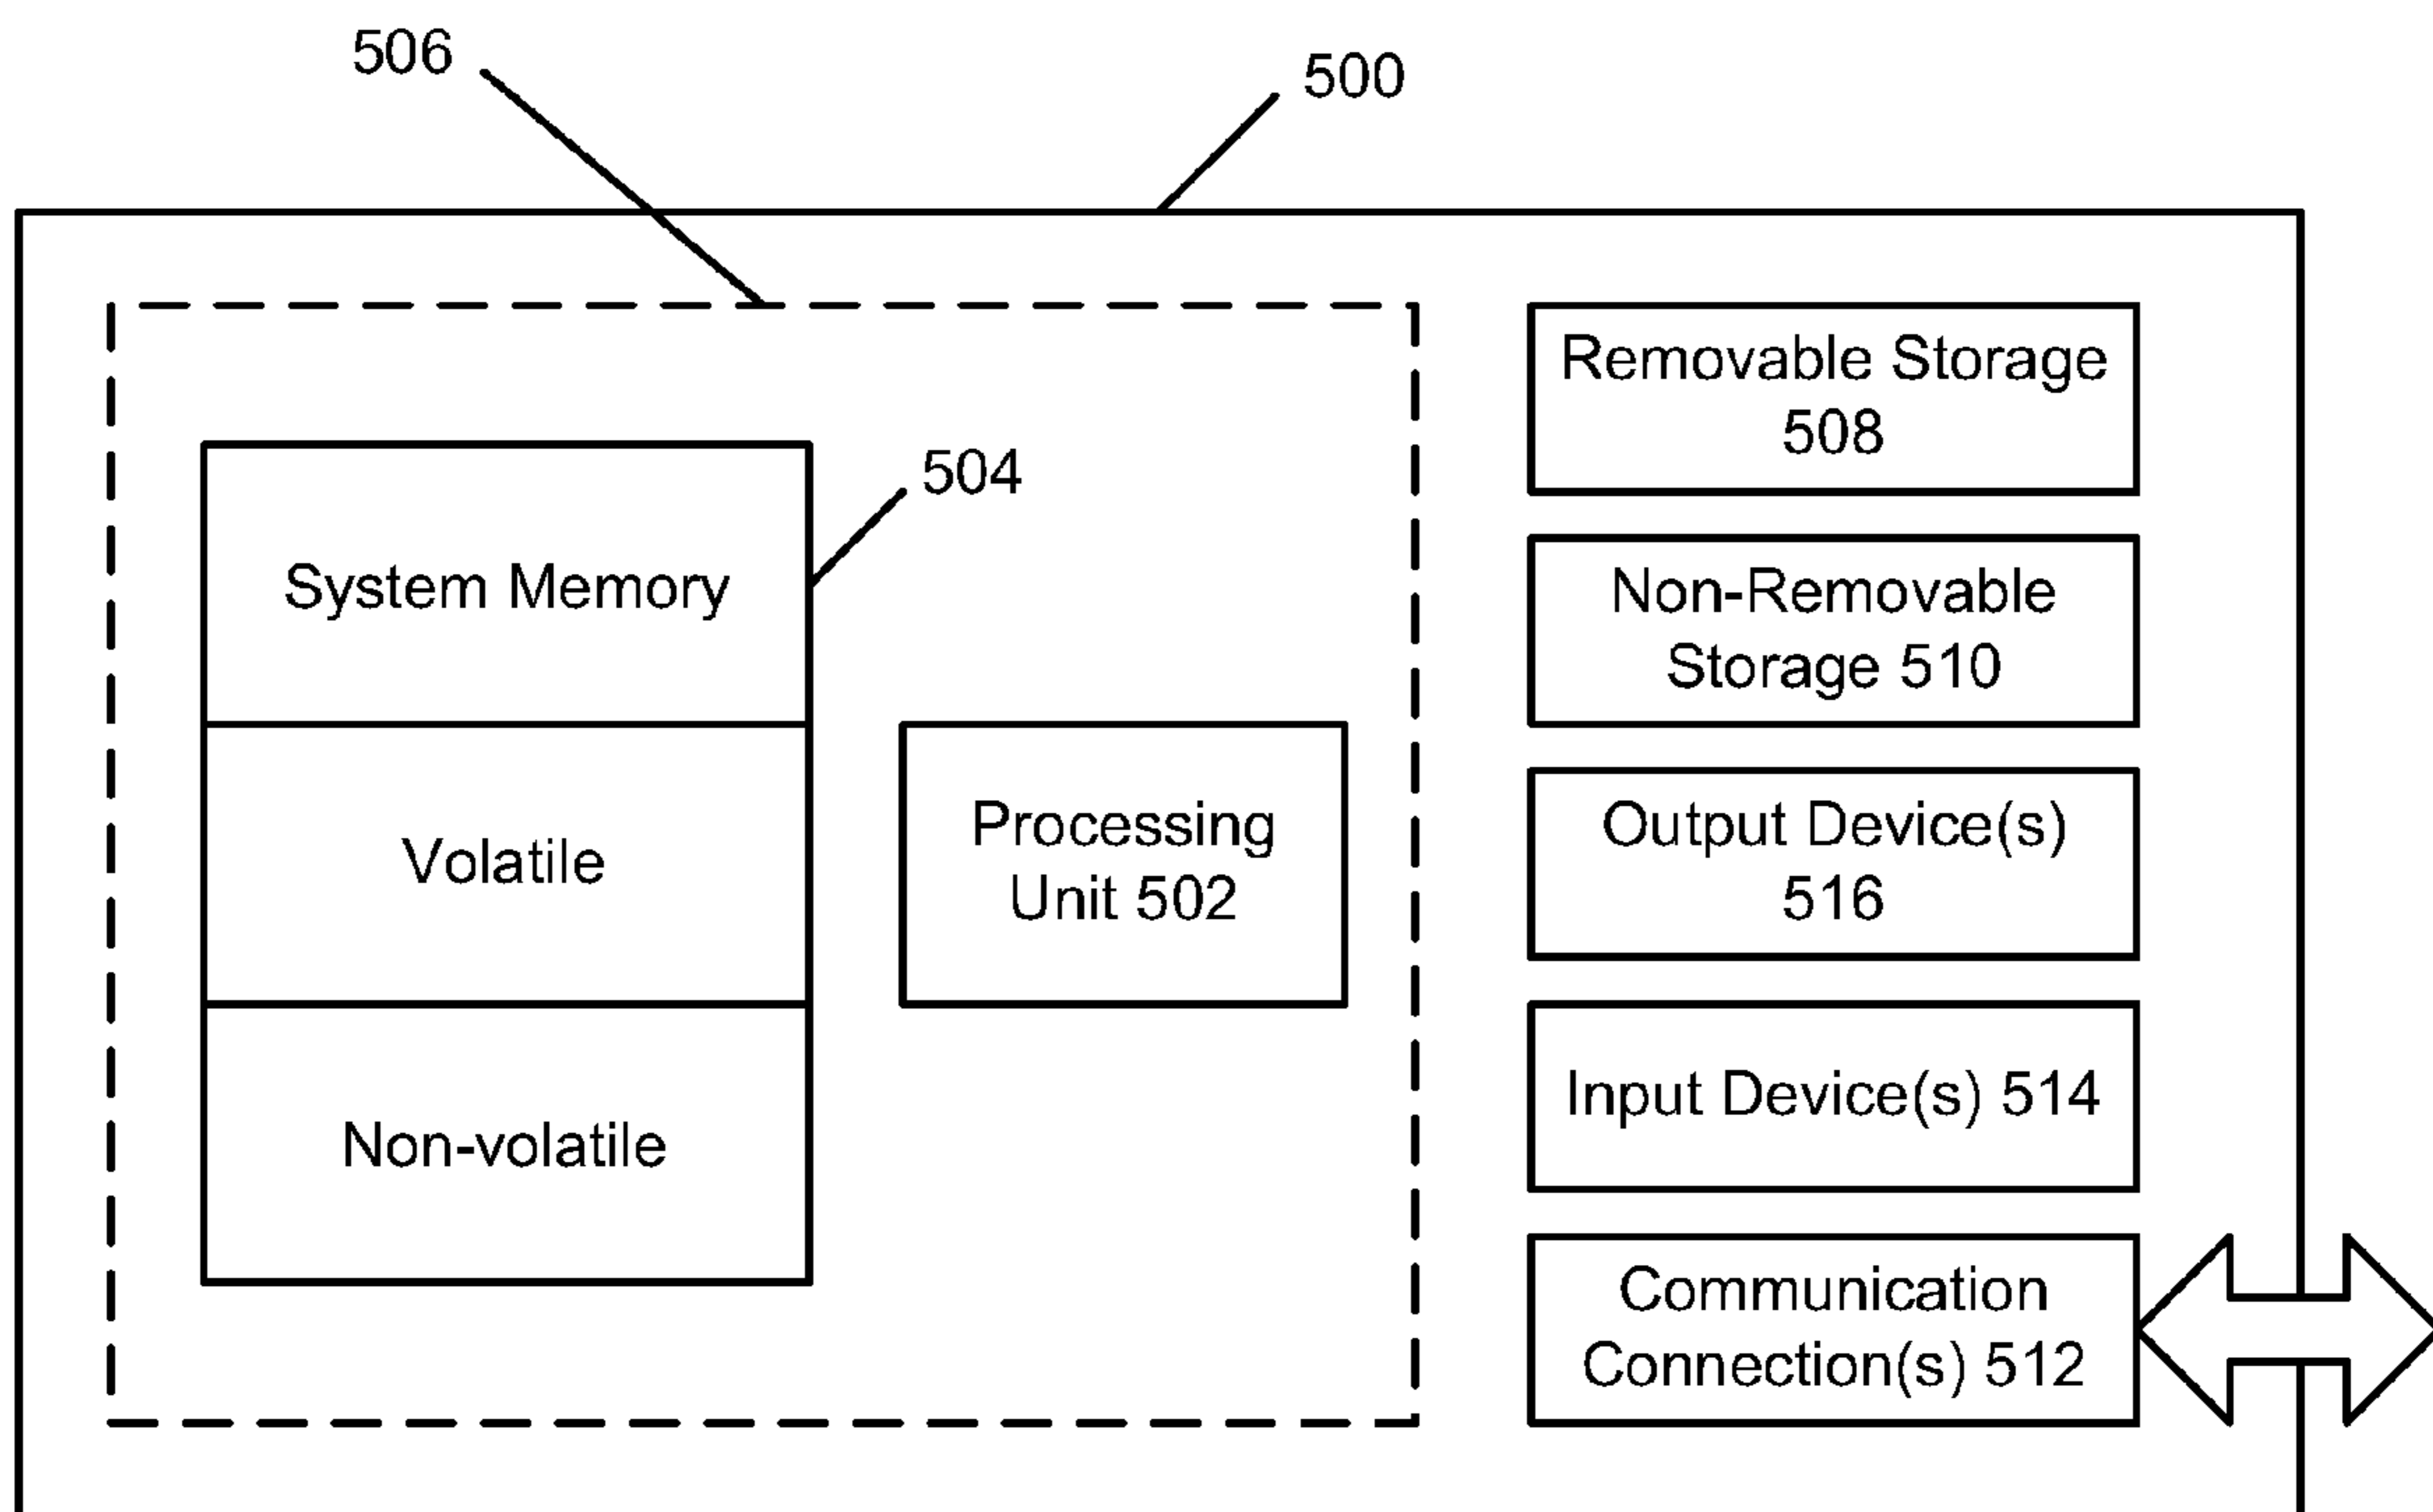 506
500
504
System Memory
Volatile
Non-volatile
Processing
Unit 502
Removable Storage
508
Non-Removable
Storage 510
Output Device(s)
516
Input Device(s) 514
Communication
Connection(s) 512